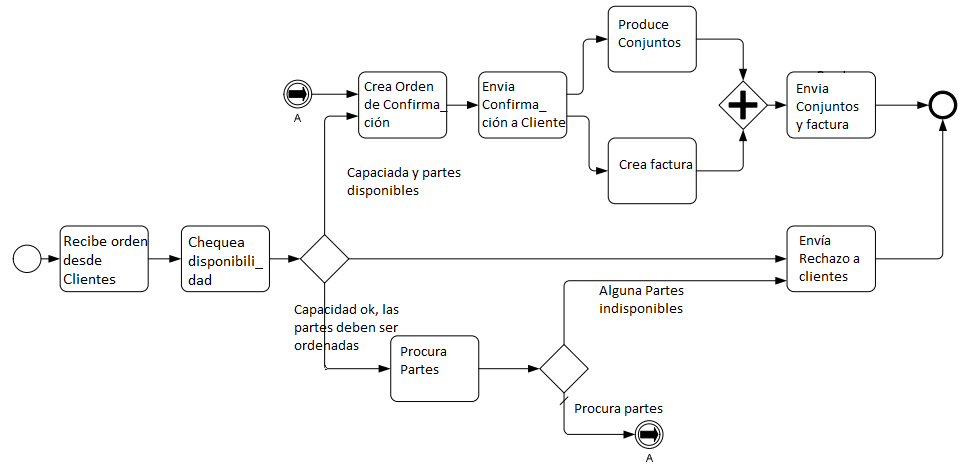 Produce
Conjuntos
Crea Orden
de Confirma_
ción
Envia
Confirma_
ción a Cliente
Envia
Conjuntos
y factura
A
Crea factura
Capaciada y partes
disponibles
Recibe orden
desde
Clientes
Chequea
disponibili_
dad
Envía
Rechazo a
clientes
Alguna Partes
indisponibles
Capacidad ok, las
partes deben ser
ordenadas
Procura
Partes
Procura partes
A